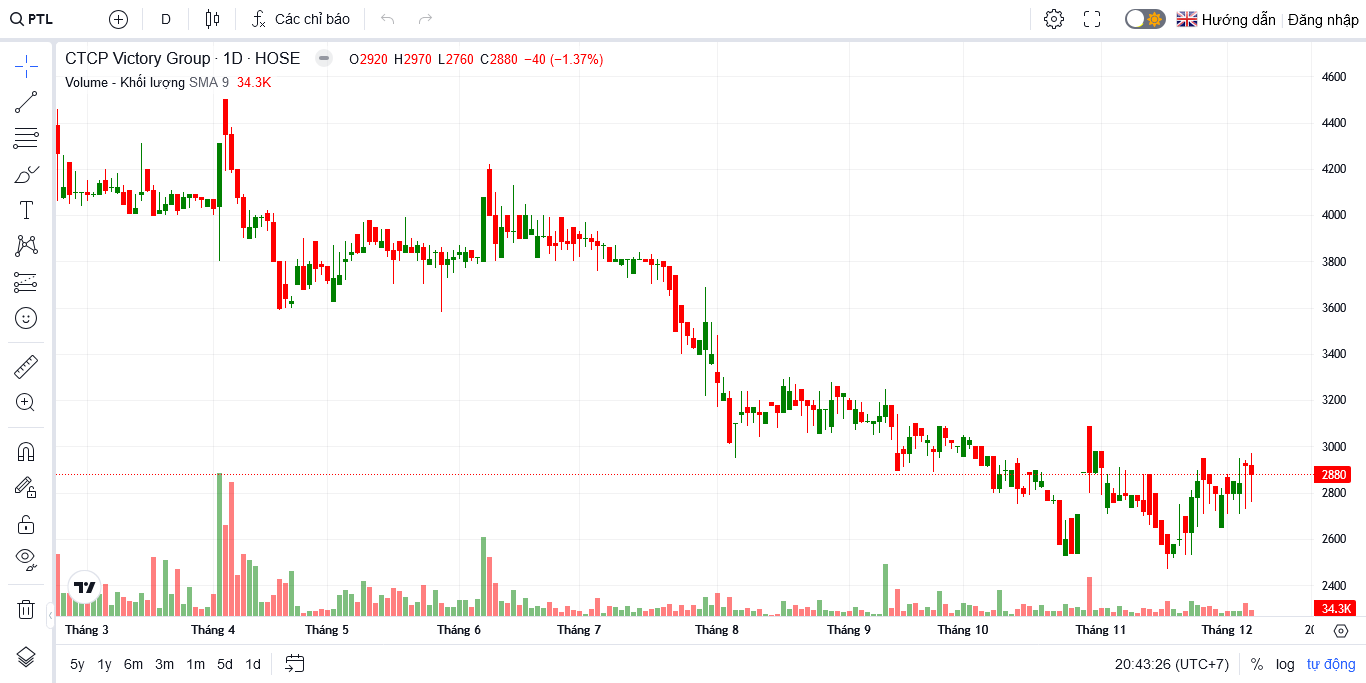 PTL D Các chỉ báo Hướng dẫn Đăng nhập
CTCP Victory Group · 1D · HOSE O2920 H2970 L2760 C2880 −40 (−1.37%)
Volume - Khối lượng SMA 9 34.3K
4600
4400
4200
4000
3800
3600
3400
3200
3000
2880
2800
2600
2400
34.3K
Tháng 3 Tháng 4 Tháng 5 Tháng 6 Tháng 7 Tháng 8 Tháng 9 Tháng 10 Tháng 11 Tháng 12
5y 1y 6m 3m 1m 5d 1d 20:43:26 (UTC+7) % log tự động